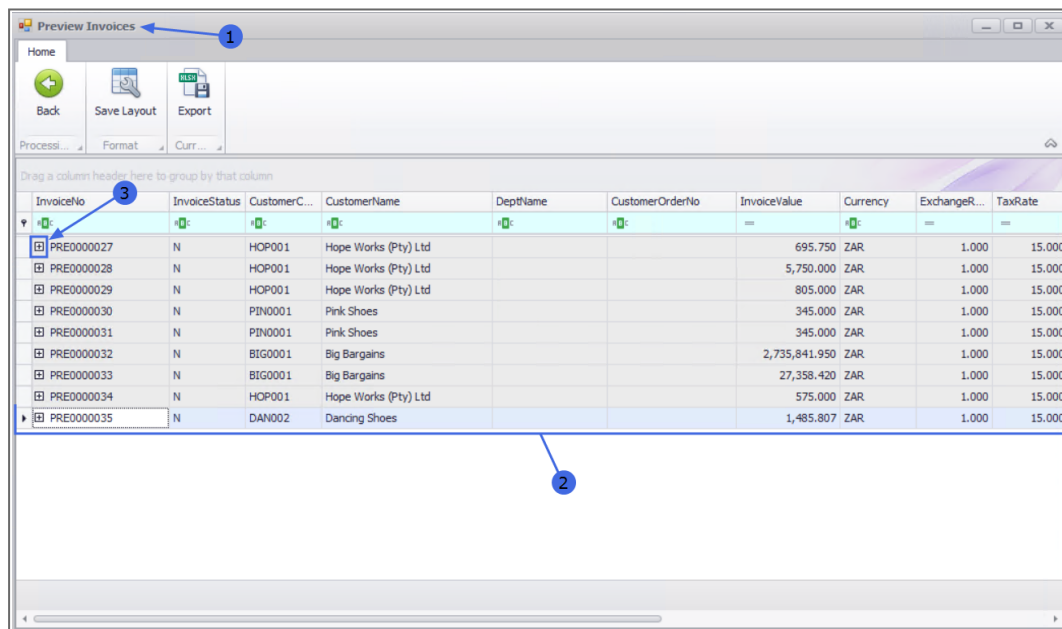 Preview Invoices
1
Home
Back Save Layout Export
Processi... Format Curr...
Drag a column header here to group by that column
3
InvoiceNo InvoiceStatus CustomerC... CustomerName DeptName CustomerOrderNo InvoiceValue Currency ExchangeR... TaxRate
PRE0000027 N HOP001 Hope Works (Pty) Ltd 695.750 ZAR 1.000 15.000
PRE0000028 N HOP001 Hope Works (Pty) Ltd 5,750.000 ZAR 1.000 15.000
PRE0000029 N HOP001 Hope Works (Pty) Ltd 805.000 ZAR 1.000 15.000
PRE0000030 N PIN0001 Pink Shoes 345.000 ZAR 1.000 15.000
PRE0000031 N PIN0001 Pink Shoes 345.000 ZAR 1.000 15.000
PRE0000032 N BIG0001 Big Bargains 2,735,841.950 ZAR 1.000 15.000
PRE0000033 N BIG0001 Big Bargains 27,358.420 ZAR 1.000 15.000
PRE0000034 N HOP001 Hope Works (Pty) Ltd 575.000 ZAR 1.000 15.000
PRE0000035 N DAN002 Dancing Shoes 1,485.807 ZAR 1.000 15.000
2